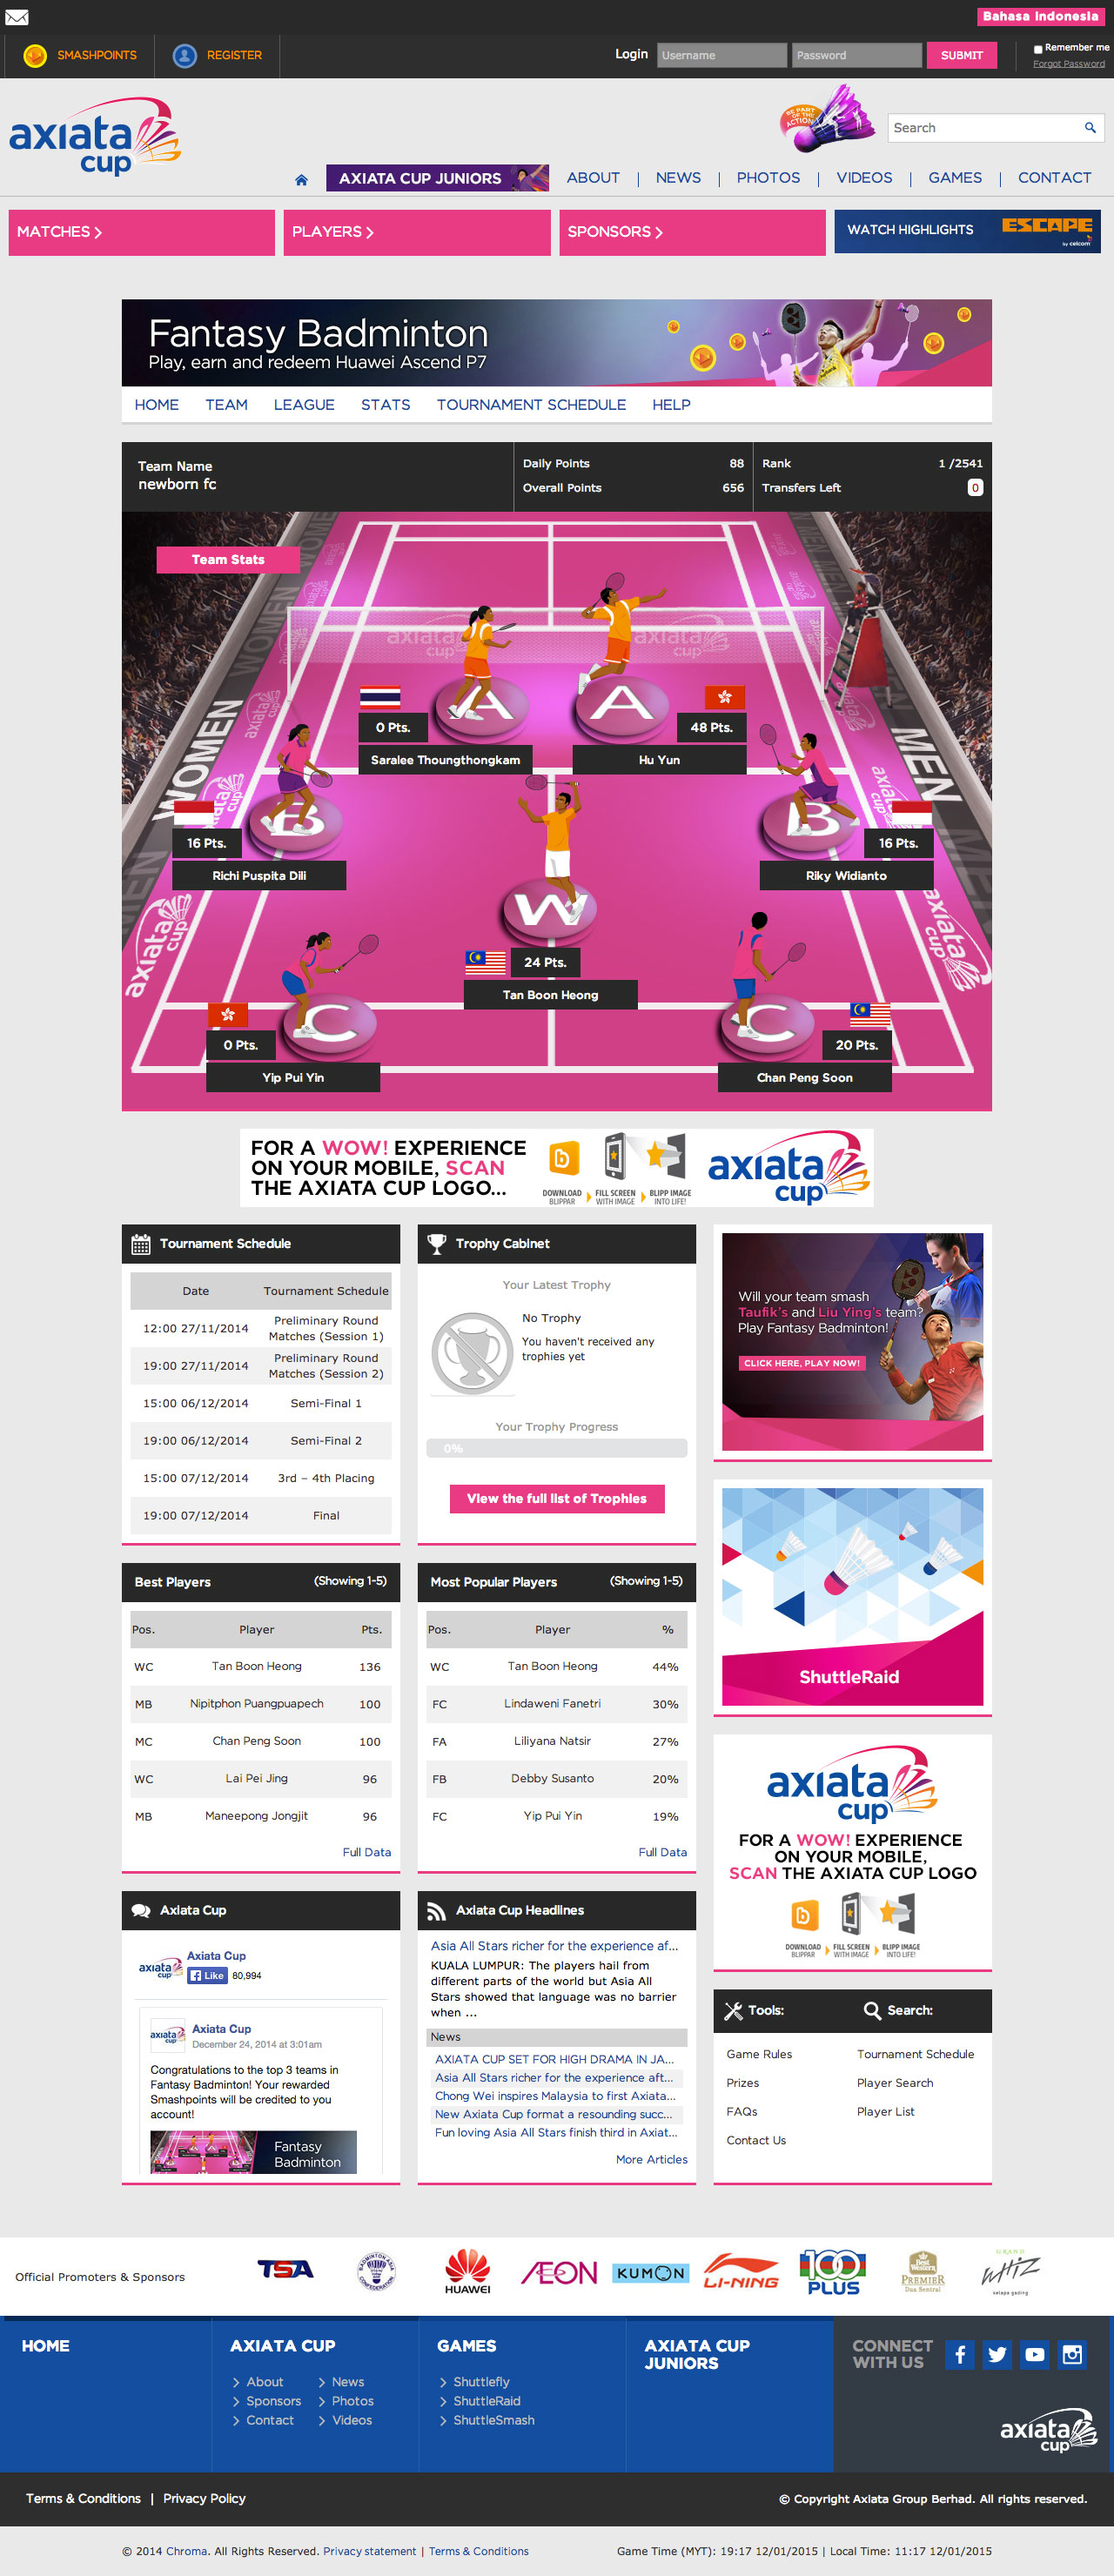 Bahasa Indonesia
SMASHPOINTS
REGISTER
Login
Username
Password
SUBMIT
Remember me
Forgot Password
axiata cup
BE PART OF THE ACTION
Search
AXIATA CUP JUNIORS
ABOUT | NEWS | PHOTOS | VIDEOS | GAMES | CONTACT
MATCHES
PLAYERS
SPONSORS
WATCH HIGHLIGHTS
ESCAPE
by celcom
Fantasy Badminton
Play, earn and redeem Huawei Ascend P7
HOME TEAM LEAGUE STATS TOURNAMENT SCHEDULE HELP
Team Name
newborn fc
Daily Points 88
Overall Points 656
Rank 1 /2541
Transfers Left 0
Team Stats
WOMEN
MEN
axiata cup
axiata cup
A
0 Pts.
Saralee Thoungthongkam
A
48 Pts.
Hu Yun
B
16 Pts.
Richi Puspita Dili
B
16 Pts.
Riky Widianto
W
24 Pts.
Tan Boon Heong
C
0 Pts.
Yip Pui Yin
C
20 Pts.
Chan Peng Soon
axiata cup
axiata cup
FOR A WOW! EXPERIENCE
ON YOUR MOBILE, SCAN
THE AXIATA CUP LOGO...
DOWNLOAD BLIPPAR
FILL SCREEN WITH IMAGE
BLIPP IMAGE INTO LIFE!
axiata cup
Tournament Schedule
Date Tournament Schedule
12:00 27/11/2014 Preliminary Round Matches (Session 1)
19:00 27/11/2014 Preliminary Round Matches (Session 2)
15:00 06/12/2014 Semi-Final 1
19:00 06/12/2014 Semi-Final 2
15:00 07/12/2014 3rd – 4th Placing
19:00 07/12/2014 Final
Trophy Cabinet
Your Latest Trophy
No Trophy
You haven't received any
trophies yet
Your Trophy Progress
0%
View the full list of Trophies
Will your team smash
Taufik's and Liu Ying's team?
Play Fantasy Badminton!
CLICK HERE, PLAY NOW!
ShuttleRaid
Best Players (Showing 1-5)
Pos. Player Pts.
WC Tan Boon Heong 136
MB Nipitphon Puangpuapech 100
MC Chan Peng Soon 100
WC Lai Pei Jing 96
MB Maneepong Jongjit 96
Full Data
Most Popular Players (Showing 1-5)
Pos. Player %
WC Tan Boon Heong 44%
FC Lindaweni Fanetri 30%
FA Liliyana Natsir 27%
FB Debby Susanto 20%
FC Yip Pui Yin 19%
Full Data
axiata cup
FOR A WOW! EXPERIENCE
ON YOUR MOBILE,
SCAN THE AXIATA CUP LOGO
DOWNLOAD BLIPPAR
FILL SCREEN WITH IMAGE
BLIPP IMAGE INTO LIFE!
Axiata Cup
axiata cup
Axiata Cup
Like 80,994
axiata cup
Axiata Cup
December 24, 2014 at 3:01am
Congratulations to the top 3 teams in
Fantasy Badminton! Your rewarded
Smashpoints will be credited to you
account!
Fantasy
Badminton
Axiata Cup Headlines
Asia All Stars richer for the experience af...
KUALA LUMPUR: The players hail from
different parts of the world but Asia All
Stars showed that language was no barrier
when ...
News
AXIATA CUP SET FOR HIGH DRAMA IN JA...
Asia All Stars richer for the experience aft...
Chong Wei inspires Malaysia to first Axiata...
New Axiata Cup format a resounding succ...
Fun loving Asia All Stars finish third in Axiat...
More Articles
Tools: Search:
Game Rules Tournament Schedule
Prizes Player Search
FAQs Player List
Contact Us
Official Promoters & Sponsors
TSA
BADMINTON ASIA CONFEDERATION
HUAWEI
AEON
KUMON
LI-NING
100 PLUS
Best Western PREMIER Dua Sentral
GRAND WHIZ kelapa gading
HOME
AXIATA CUP
About News
Sponsors Photos
Contact Videos
GAMES
Shuttlefly
ShuttleRaid
ShuttleSmash
AXIATA CUP
JUNIORS
CONNECT
WITH US
axiata cup
Terms & Conditions | Privacy Policy
© Copyright Axiata Group Berhad. All rights reserved.
© 2014 Chroma. All Rights Reserved. Privacy statement | Terms & Conditions
Game Time (MYT): 19:17 12/01/2015 | Local Time: 11:17 12/01/2015